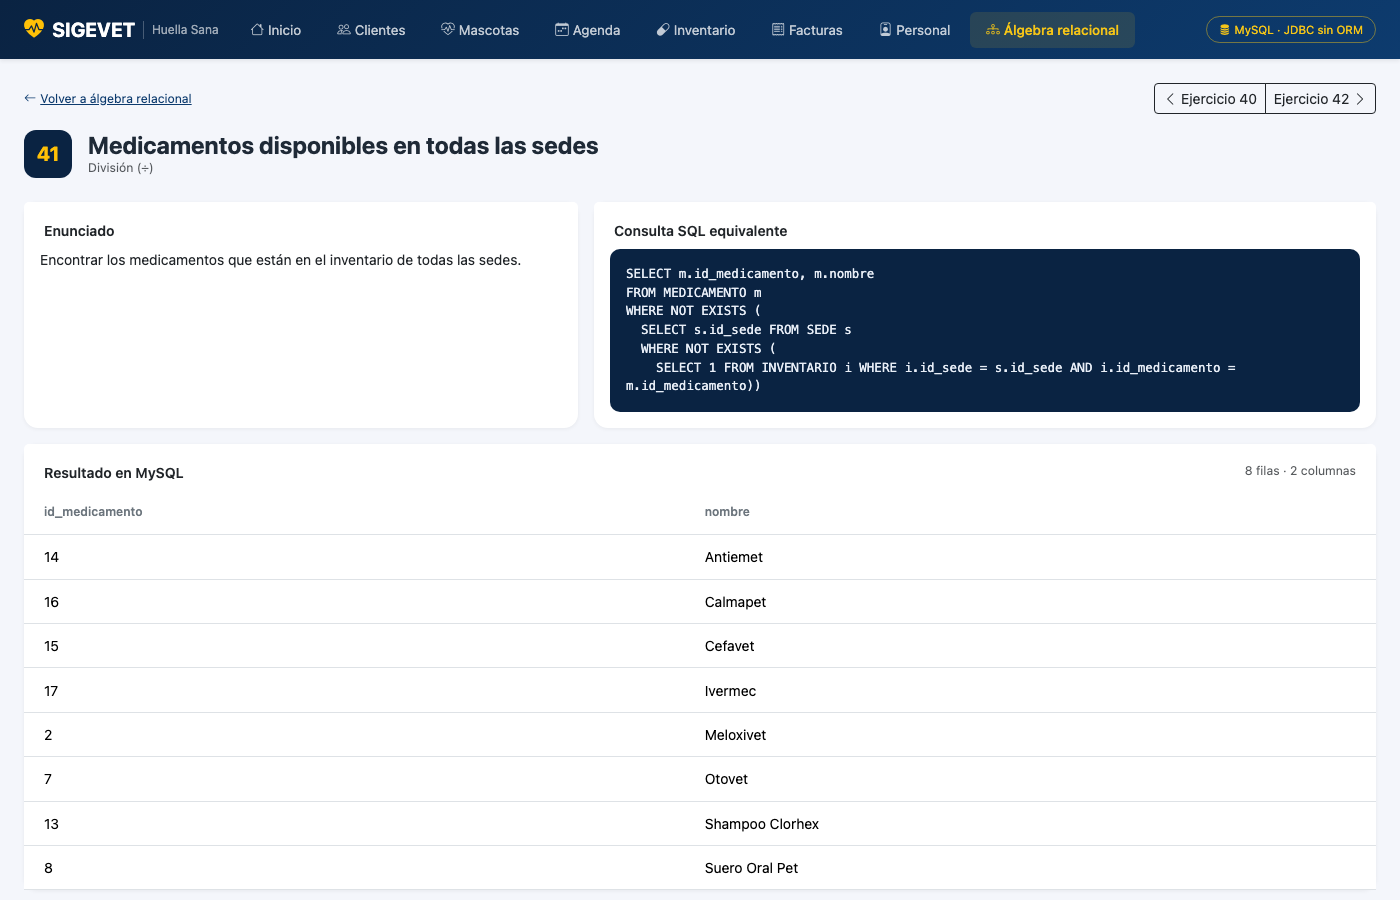 SIGEVET Huella Sana Inicio Clientes Mascotas Agenda Inventario Facturas Personal Álgebra relacional MySQL · JDBC sin ORM
← Volver a álgebra relacional
Ejercicio 40 Ejercicio 42
41
Medicamentos disponibles en todas las sedes
División (÷)
Enunciado
Encontrar los medicamentos que están en el inventario de todas las sedes.
Consulta SQL equivalente
SELECT m.id_medicamento, m.nombre
FROM MEDICAMENTO m
WHERE NOT EXISTS (
  SELECT s.id_sede FROM SEDE s
  WHERE NOT EXISTS (
    SELECT 1 FROM INVENTARIO i WHERE i.id_sede = s.id_sede AND i.id_medicamento =
m.id_medicamento))
Resultado en MySQL
8 filas · 2 columnas
id_medicamento nombre
14 Antiemet
16 Calmapet
15 Cefavet
17 Ivermec
2 Meloxivet
7 Otovet
13 Shampoo Clorhex
8 Suero Oral Pet